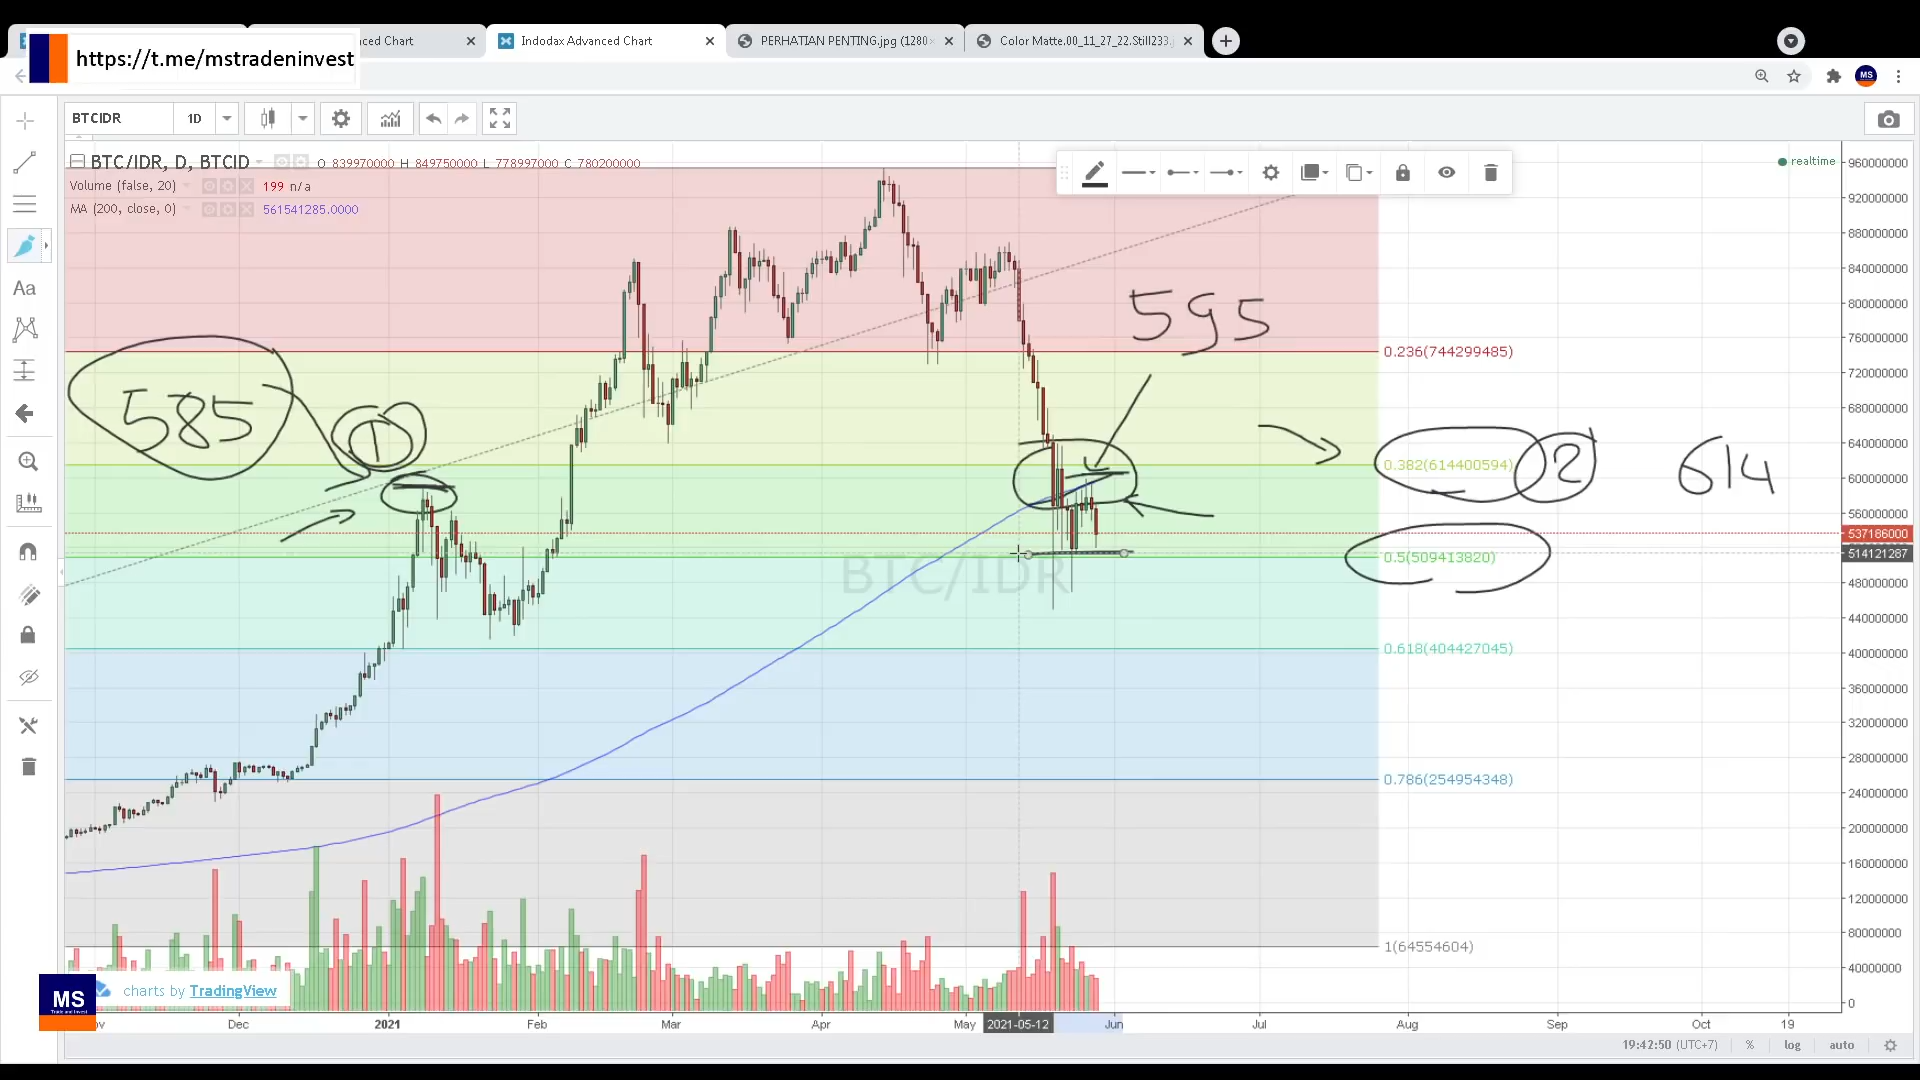 https://t.me/mstradeninvest
ced Chart
Indodax Advanced Chart
PERHATIAN PENTING.jpg (1280×
Color Matte.00_11_27_22.Still233.j
MS
BTCIDR
1D
BTC/IDR, D, BTCID
O 839970000 H 849750000 L 778997000 C 780200000
realtime
Volume (false, 20)
199 n/a
MA (200, close, 0)
561541285.0000
Aa
595
585
1
2
614
0.236(744299485)
0.382(614400594)
0.5(509413820)
0.618(404427045)
0.786(254954348)
1(64554604)
BTC/IDR
960000000
920000000
880000000
840000000
800000000
760000000
720000000
680000000
640000000
600000000
560000000
537186000
514121287
480000000
440000000
400000000
360000000
320000000
280000000
240000000
200000000
160000000
120000000
80000000
40000000
0
MS
Trade and Invest
charts by TradingView
Dec
2021
Feb
Mar
Apr
May
2021-05-12
Jun
Jul
Aug
Sep
Oct
19
19:42:50 (UTC+7)
%
log
auto